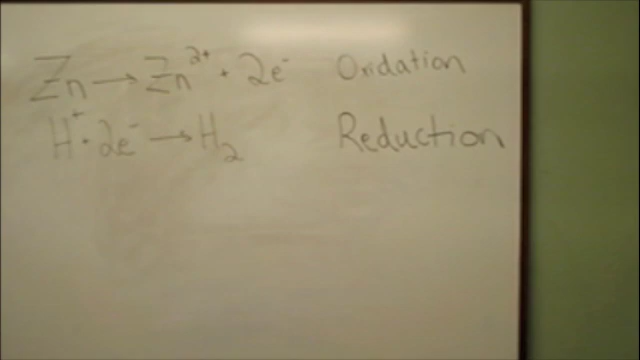 Zn → Zn²⁺ + 2e⁻ Oxidation
H⁺ + 2e⁻ → H₂ Reduction